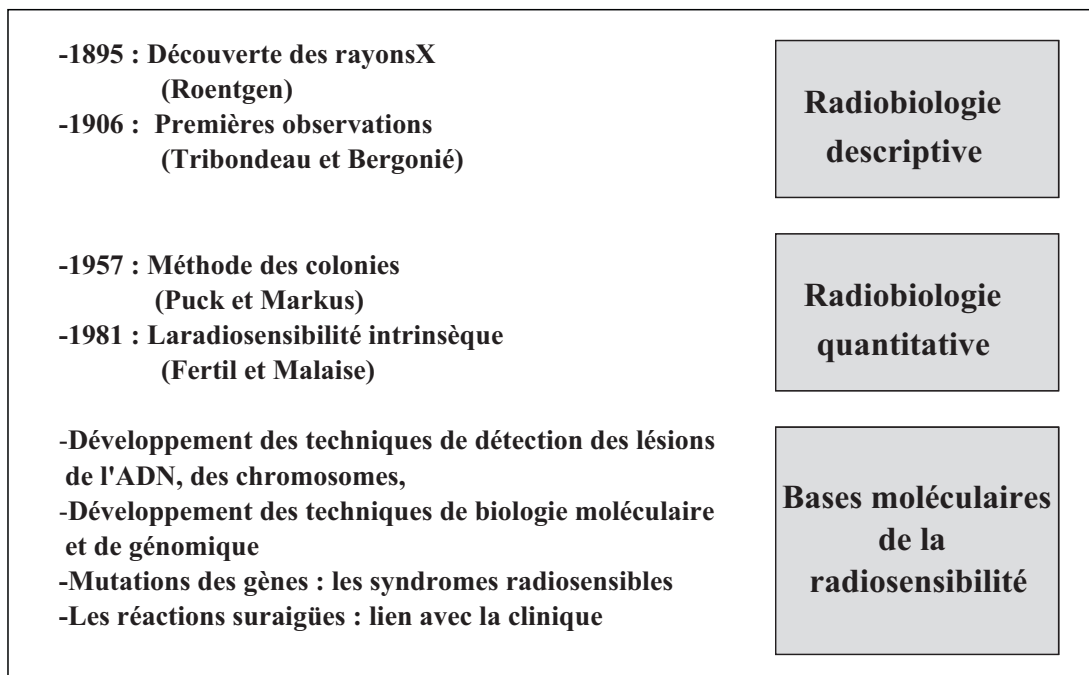 -1895 : Découverte des rayonsX
(Roentgen)
-1906 : Premières observations
(Tribondeau et Bergonié)
Radiobiologie
descriptive
-1957 : Méthode des colonies
(Puck et Markus)
-1981 : Laradiosensibilité intrinsèque
(Fertil et Malaise)
Radiobiologie
quantitative
-Développement des techniques de détection des lésions
de l'ADN, des chromosomes,
-Développement des techniques de biologie moléculaire
et de génomique
-Mutations des gènes : les syndromes radiosensibles
-Les réactions suraigües : lien avec la clinique
Bases moléculaires
de la
radiosensibilité